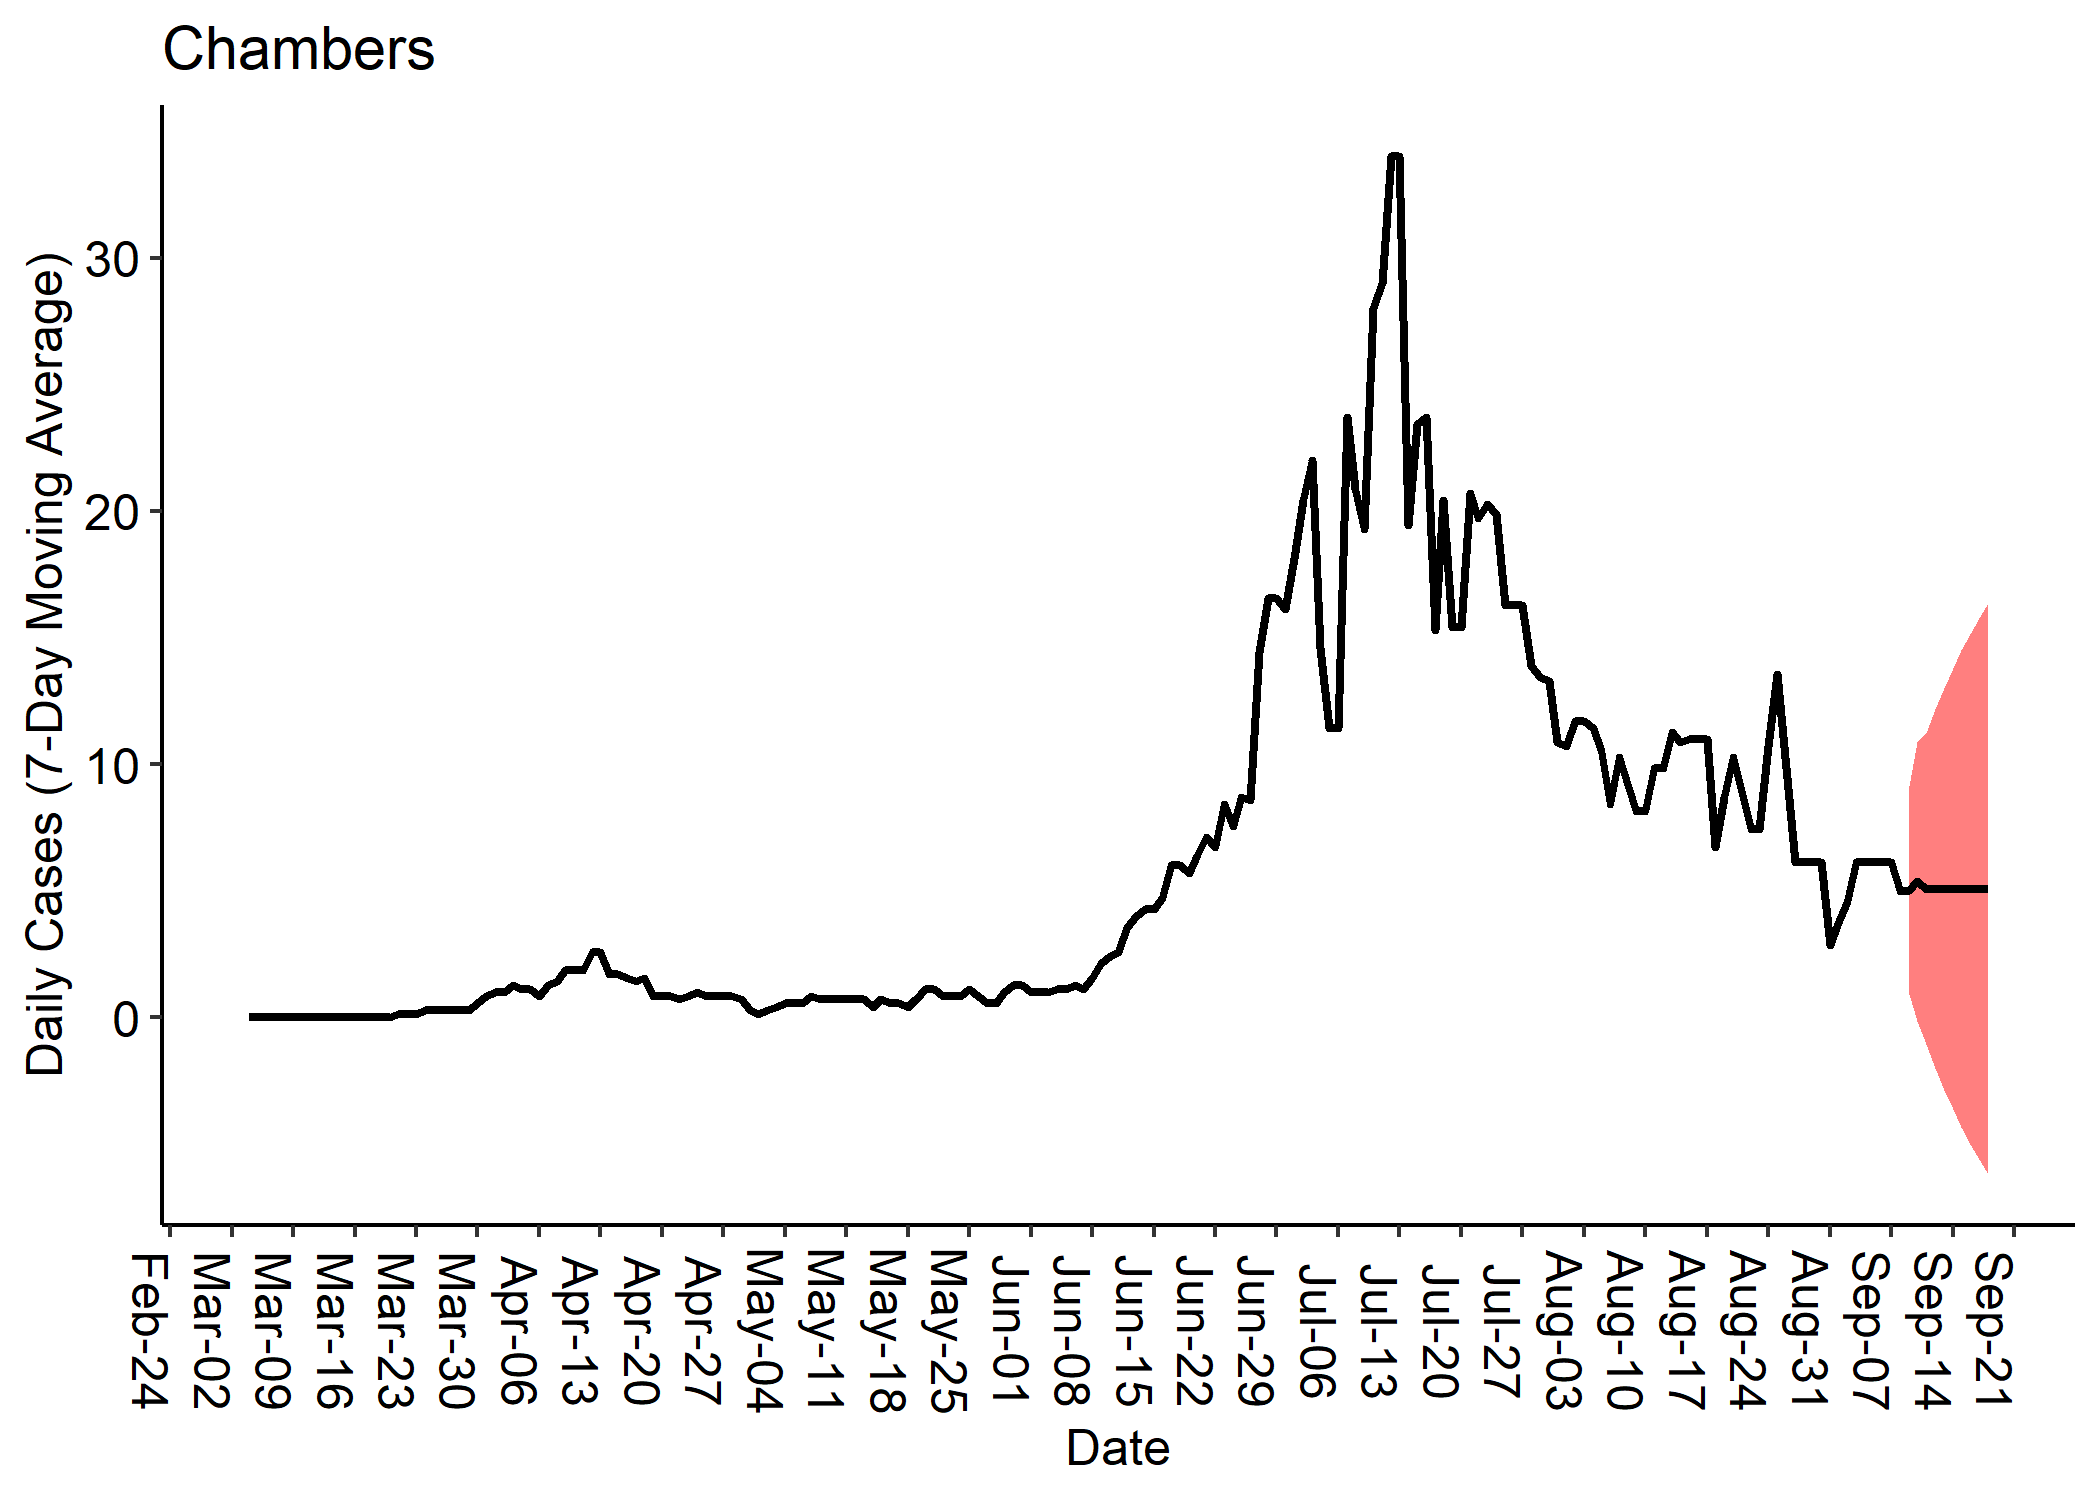 Chambers
Daily Cases (7-Day Moving Average)
30
20
10
0
Feb-24
Mar-02
Mar-09
Mar-16
Mar-23
Mar-30
Apr-06
Apr-13
Apr-20
Apr-27
May-04
May-11
May-18
May-25
Jun-01
Jun-08
Jun-15
Jun-22
Jun-29
Jul-06
Jul-13
Jul-20
Jul-27
Aug-03
Aug-10
Aug-17
Aug-24
Aug-31
Sep-07
Sep-14
Sep-21
Date